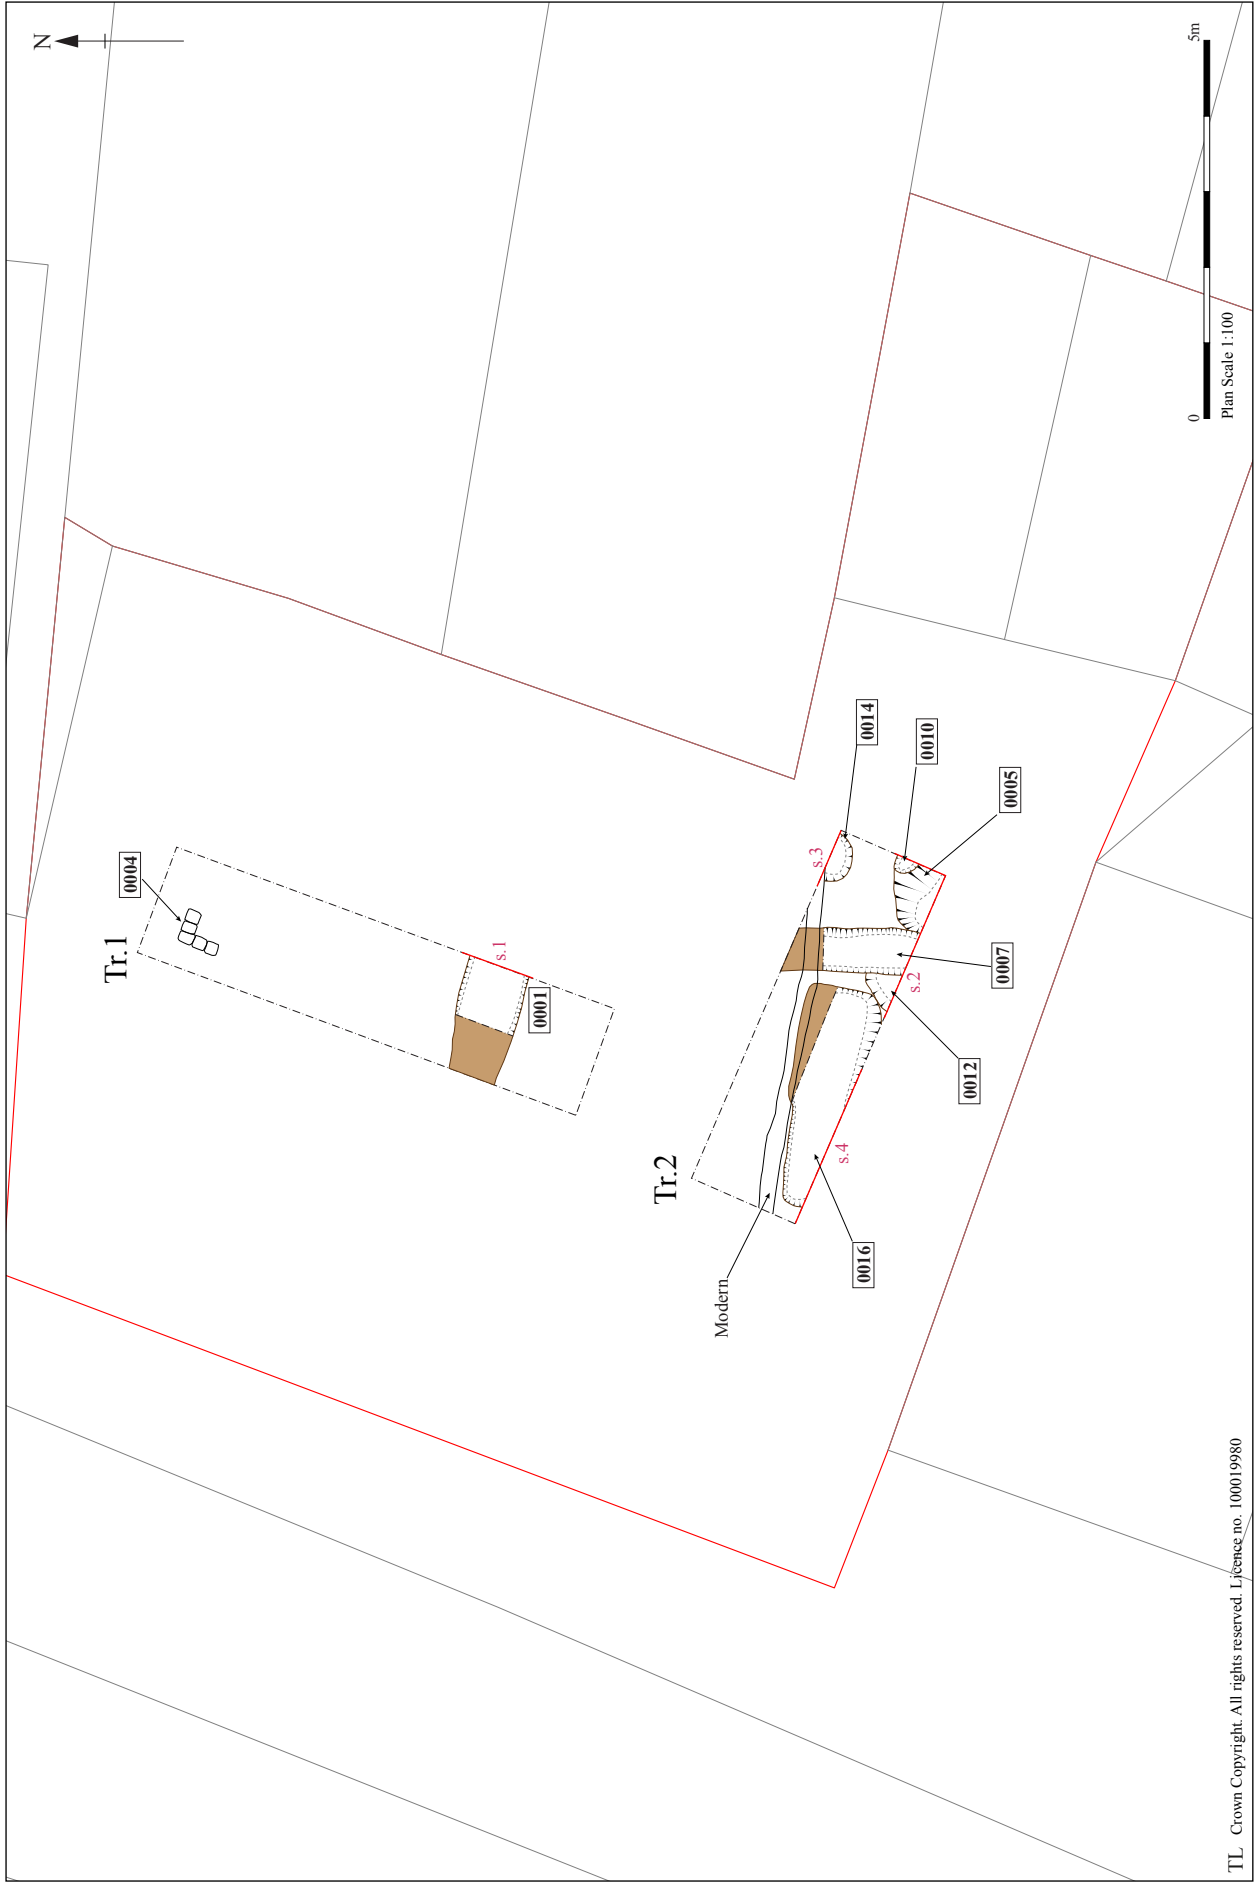 N
Tr.1
0004
s.1
0001
Tr.2
s.3
0014
0010
0005
0007
s.2
0012
s.4
0016
Modern
0
5m
Plan Scale 1:100
TL Crown Copyright. All rights reserved. Licence no. 100019980